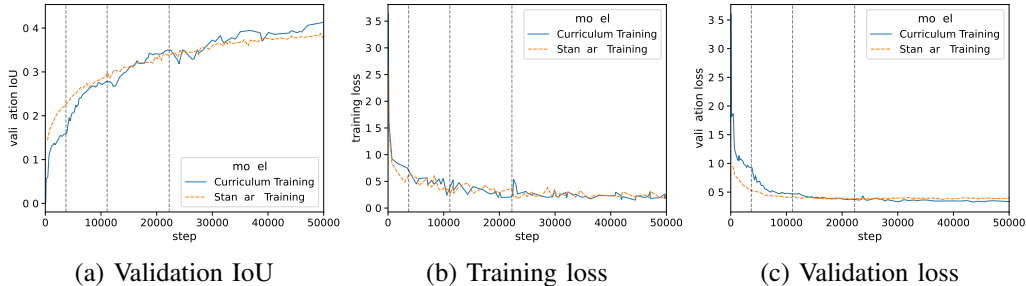 0 4
0 3
0 2
0 1
0 0
vali ation IoU
mo el
Curriculum Training
Stan ar Training
0
10000
20000
30000
40000
50000
step
(a) Validation IoU
3 5
3 0
2 5
2 0
1 5
1 0
0 5
0 0
training loss
mo el
Curriculum Training
Stan ar Training
0
10000
20000
30000
40000
50000
step
(b) Training loss
3 5
3 0
2 5
2 0
1 5
1 0
0 5
vali ation loss
mo el
Curriculum Training
Stan ar Training
0
10000
20000
30000
40000
50000
step
(c) Validation loss